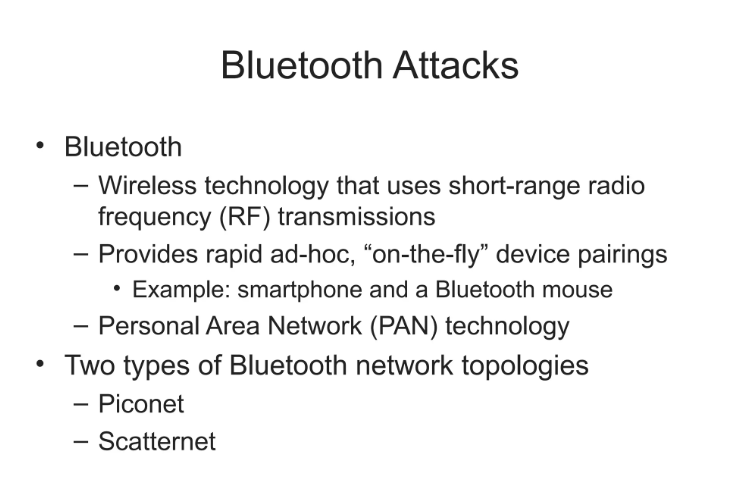 Bluetooth Attacks
• Bluetooth
– Wireless technology that uses short-range radio
frequency (RF) transmissions
– Provides rapid ad-hoc, “on-the-fly” device pairings
• Example: smartphone and a Bluetooth mouse
– Personal Area Network (PAN) technology
• Two types of Bluetooth network topologies
– Piconet
– Scatternet